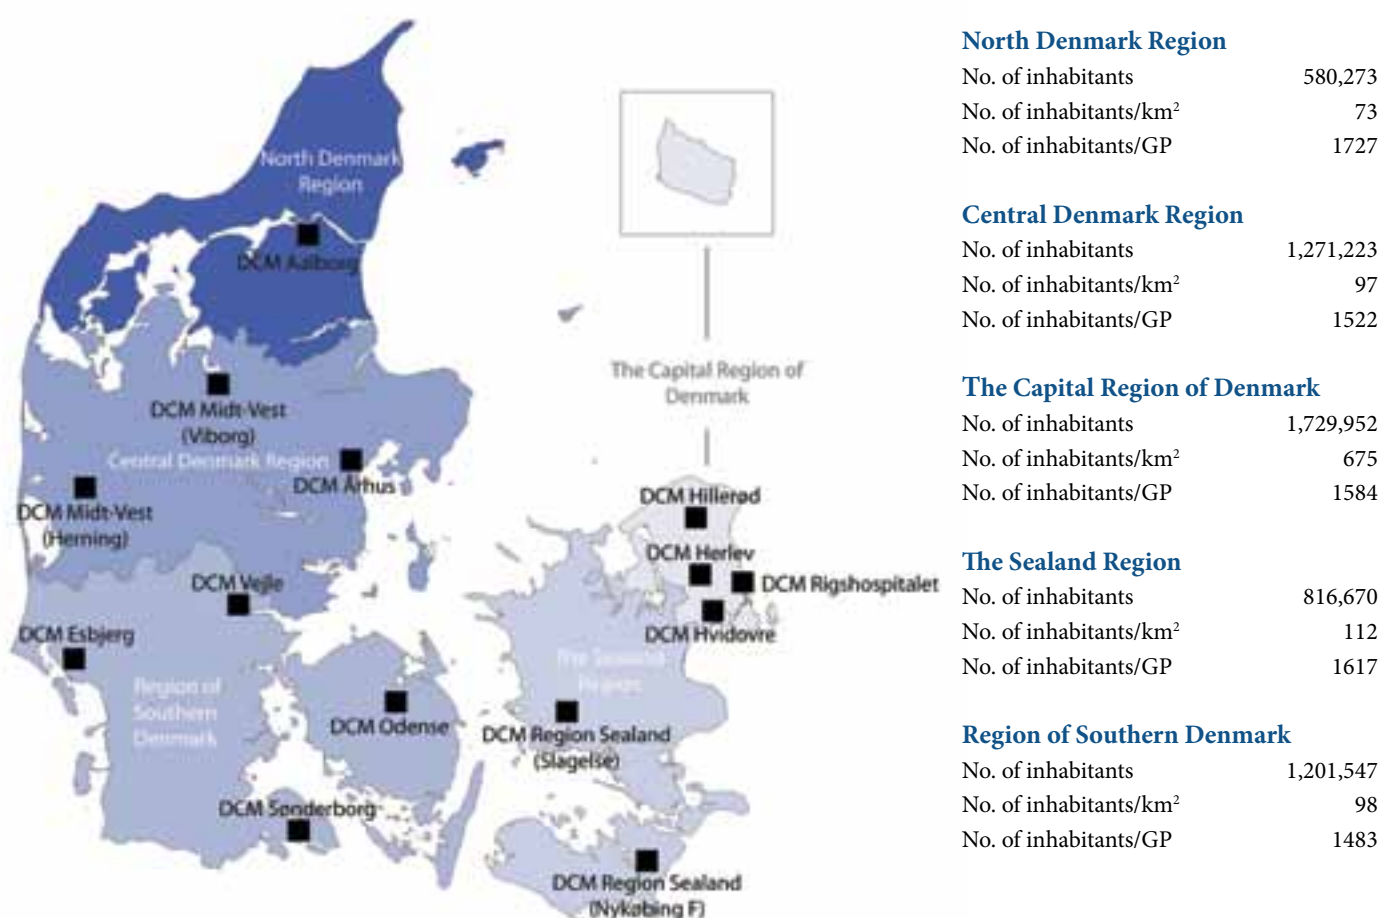 North Denmark
Region
DCM Aalborg
The Capital Region of
Denmark
DCM Midt-Vest
(Viborg)
Central Denmark Region
DCM Århus
DCM Midt-Vest
(Herning)
DCM Hillerød
DCM Herlev
DCM Rigshospitalet
DCM Hvidovre
DCM Vejle
DCM Esbjerg
Region of
Southern
Denmark
DCM Odense
The Sealand
Region
DCM Region Sealand
(Slagelse)
DCM Sønderborg
DCM Region Sealand
(Nykøbing F)
North Denmark Region
No. of inhabitants 580,273
No. of inhabitants/km² 73
No. of inhabitants/GP 1727
Central Denmark Region
No. of inhabitants 1,271,223
No. of inhabitants/km² 97
No. of inhabitants/GP 1522
The Capital Region of Denmark
No. of inhabitants 1,729,952
No. of inhabitants/km² 675
No. of inhabitants/GP 1584
The Sealand Region
No. of inhabitants 816,670
No. of inhabitants/km² 112
No. of inhabitants/GP 1617
Region of Southern Denmark
No. of inhabitants 1,201,547
No. of inhabitants/km² 98
No. of inhabitants/GP 1483